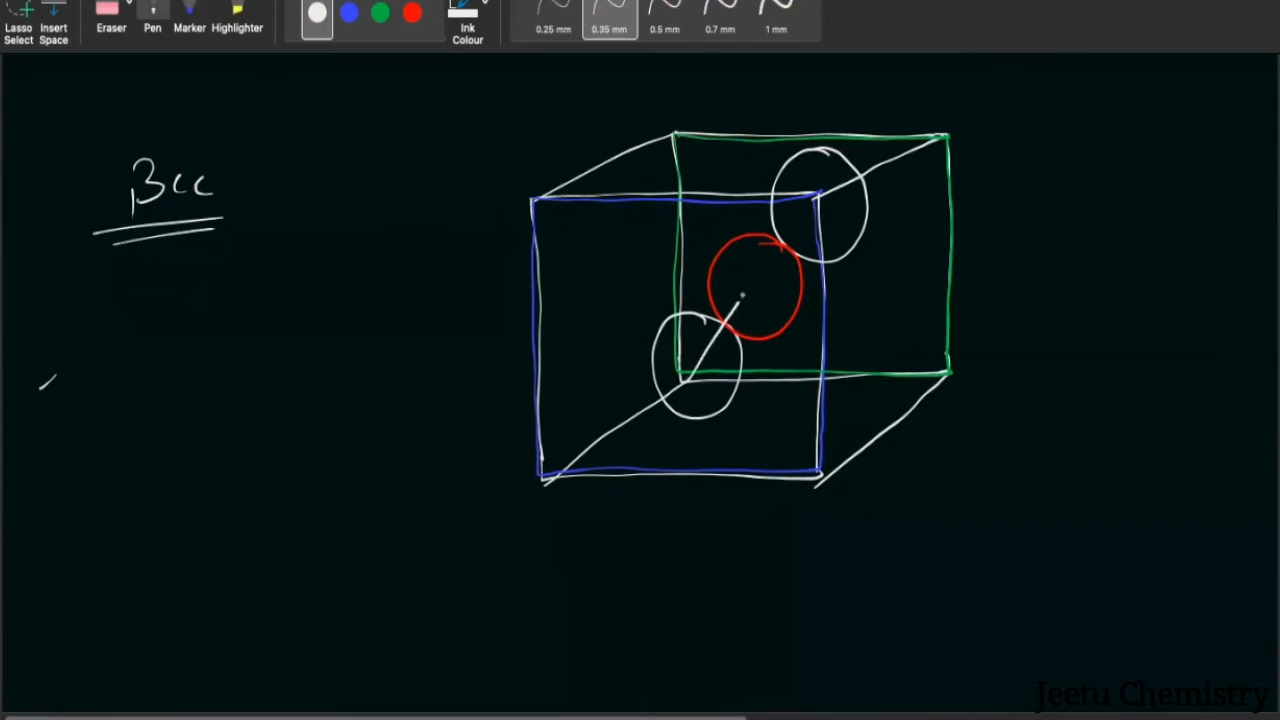 Lasso Select
Insert Space
Eraser
Pen
Marker
Highlighter
Ink Colour
0.25 mm
0.35 mm
0.5 mm
0.7 mm
1 mm
Bcc
Jeetu Chemistry